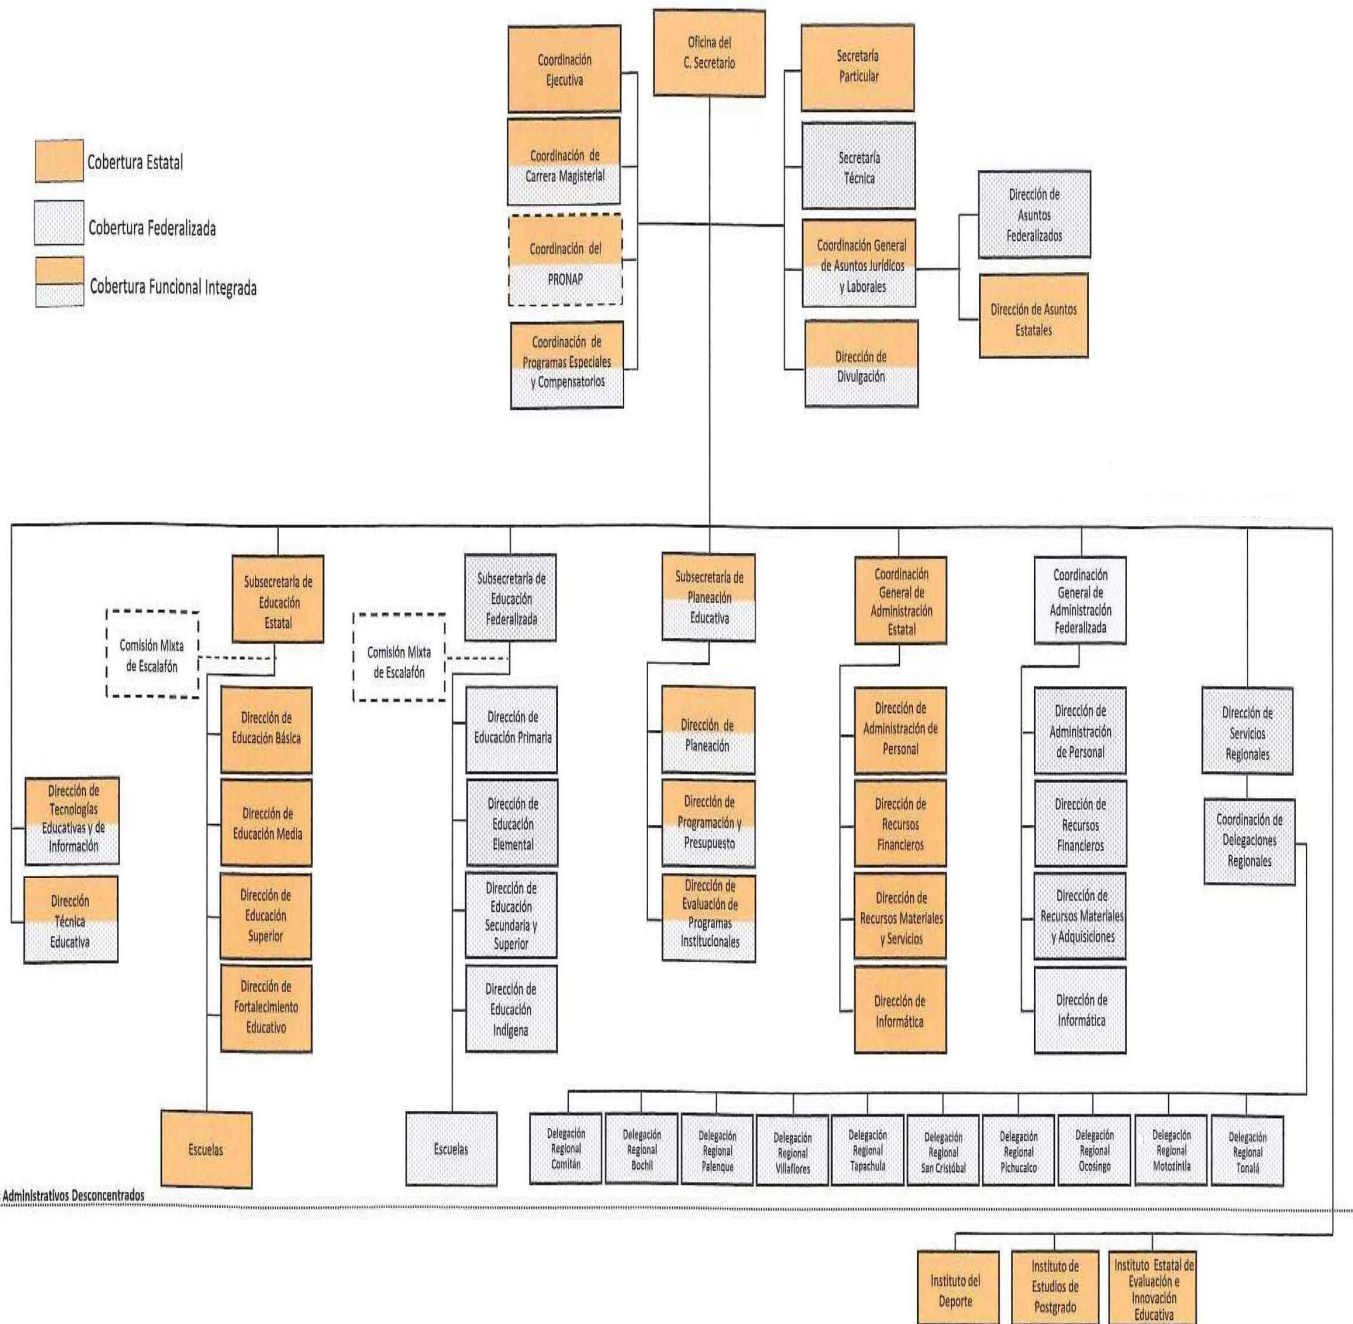 Oficina del
C. Secretario
Coordinación
Ejecutiva
Secretaría
Particular
Coordinación de
Carrera Magisterial
Secretaría
Técnica
Coordinación del
PRONAP
Coordinación General
de Asuntos Jurídicos
y Laborales
Dirección de
Asuntos
Federalizados
Dirección de Asuntos
Estatales
Coordinación de
Programas Especiales
y Compensatorios
Dirección de
Divulgación
Cobertura Estatal
Cobertura Federalizada
Cobertura Funcional Integrada
Subsecretaría de
Educación
Estatal
Subsecretaría de
Educación
Federalizada
Subsecretaría de
Planeación
Educativa
Coordinación
General de
Administración
Estatal
Coordinación
General de
Administración
Federalizada
Comisión Mixta
de Escalafón
Comisión Mixta
de Escalafón
Dirección de
Educación Básica
Dirección de
Educación Primaria
Dirección de
Planeación
Dirección de
Administración de
Personal
Dirección de
Administración
de Personal
Dirección de
Servicios
Regionales
Dirección de
Tecnologías
Educativas y de
Información
Dirección de
Educación Media
Dirección de
Educación
Elemental
Dirección de
Programación y
Presupuesto
Dirección de
Recursos
Financieros
Dirección de
Recursos
Financieros
Coordinación de
Delegaciones
Regionales
Dirección
Técnica
Educativa
Dirección de
Educación
Superior
Dirección de
Educación
Secundaria y
Superior
Dirección de
Evaluación de
Programas
Institucionales
Dirección de
Recursos Materiales
y Servicios
Dirección de
Recursos Materiales
y Adquisiciones
Dirección de
Fortalecimiento
Educativo
Dirección de
Educación
Indígena
Dirección de
Informática
Dirección de
Informática
Escuelas
Escuelas
Delegación
Regional
Comitán
Delegación
Regional
Bochil
Delegación
Regional
Palenque
Delegación
Regional
Villaflores
Delegación
Regional
Tapachula
Delegación
Regional
San Cristóbal
Delegación
Regional
Pichucalco
Delegación
Regional
Ocosingo
Delegación
Regional
Motozintla
Delegación
Regional
Tonalá
Administrativos Desconcentrados
Instituto del
Deporte
Instituto de
Estudios de
Postgrado
Instituto Estatal de
Evaluación e
Innovación
Educativa